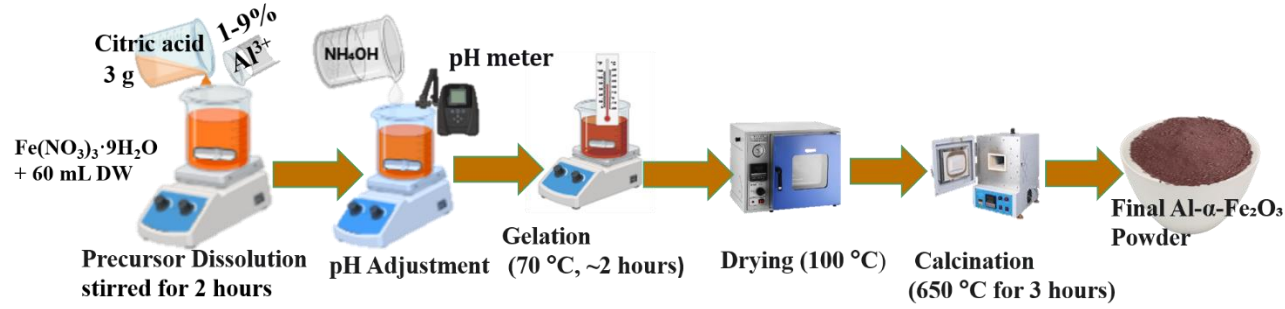 Citric acid
3 g
1-9%
Al³⁺
Fe(NO₃)₃·9H₂O
+ 60 mL DW
Precursor Dissolution
stirred for 2 hours
NH₄OH
pH meter
pH Adjustment
Gelation
(70 °C, ~2 hours)
Drying (100 °C)
Calcination
(650 °C for 3 hours)
Final Al-α-Fe₂O₃
Powder